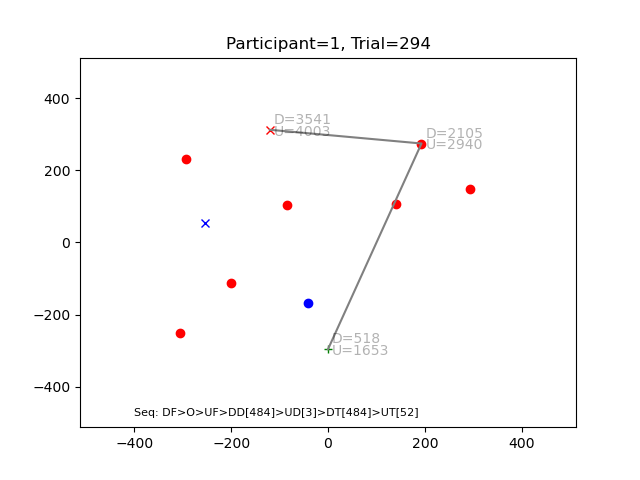 Participant=1, Trial=294
D=3541
U=4003
D=2105
U=2940
D=518
U=1653
Seq: DF>O>UF>DD[484]>UD[3]>DT[484]>UT[52]
400
200
0
−200
−400
−400 −200 0 200 400